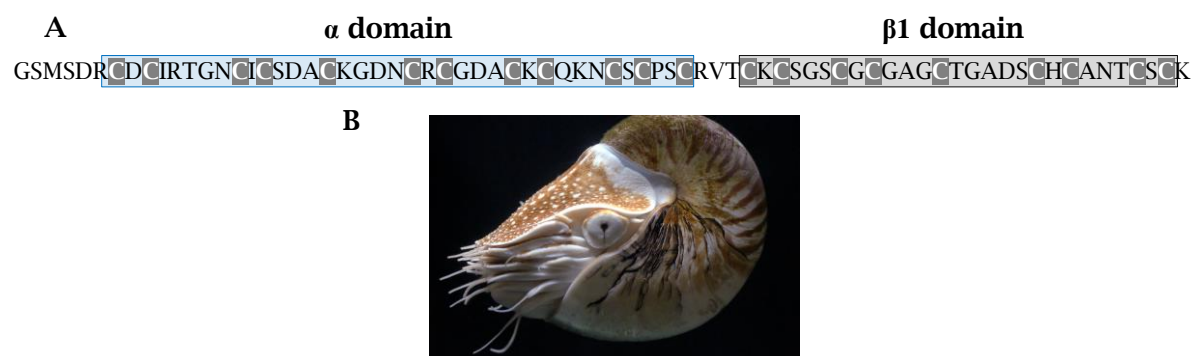 A α domain β1 domain
GSMSDRCDCIRTGNCICSDACKGDNCRCGDACKCQKNCSCPSCRVTCKCSGSCGCGAGCTGADSCHCANTCSCK
B